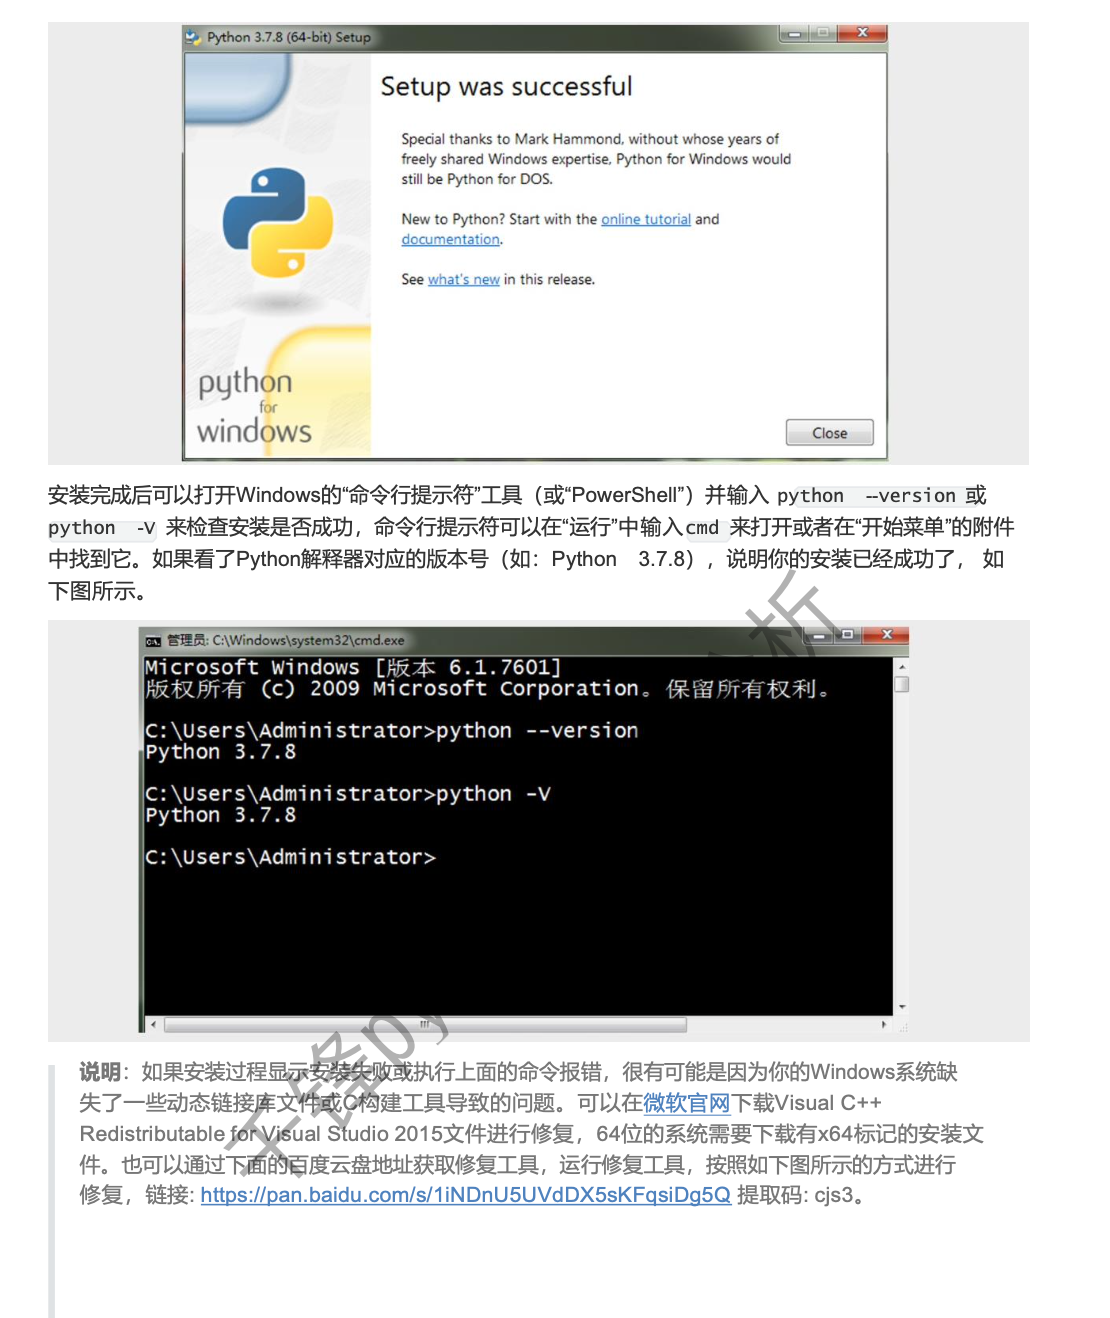 Python 3.7.8 (64-bit) Setup
Setup was successful
Special thanks to Mark Hammond, without whose years of
freely shared Windows expertise, Python for Windows would
still be Python for DOS.
New to Python? Start with the online tutorial and
documentation.
See what's new in this release.
python
for
windows
Close
安装完成后可以打开Windows的“命令行提示符”工具（或“PowerShell”）并输入 python --version 或
python -V 来检查安装是否成功，命令行提示符可以在“运行”中输入cmd 来打开或者在“开始菜单”的附件
中找到它。如果看了Python解释器对应的版本号（如：Python 3.7.8），说明你的安装已经成功了， 如
下图所示。
管理员: C:\Windows\system32\cmd.exe
Microsoft Windows [版本 6.1.7601]
版权所有 (c) 2009 Microsoft Corporation。保留所有权利。
C:\Users\Administrator>python --version
Python 3.7.8
C:\Users\Administrator>python -V
Python 3.7.8
C:\Users\Administrator>
说明：如果安装过程显示安装失败或执行上面的命令报错，很有可能是因为你的Windows系统缺
失了一些动态链接库文件或C构建工具导致的问题。可以在微软官网下载Visual C++
Redistributable for Visual Studio 2015文件进行修复，64位的系统需要下载有x64标记的安装文
件。也可以通过下面的百度云盘地址获取修复工具，运行修复工具，按照如下图所示的方式进行
修复，链接: https://pan.baidu.com/s/1iNDnU5UVdDX5sKFqsiDg5Q 提取码: cjs3。
千锋py
析